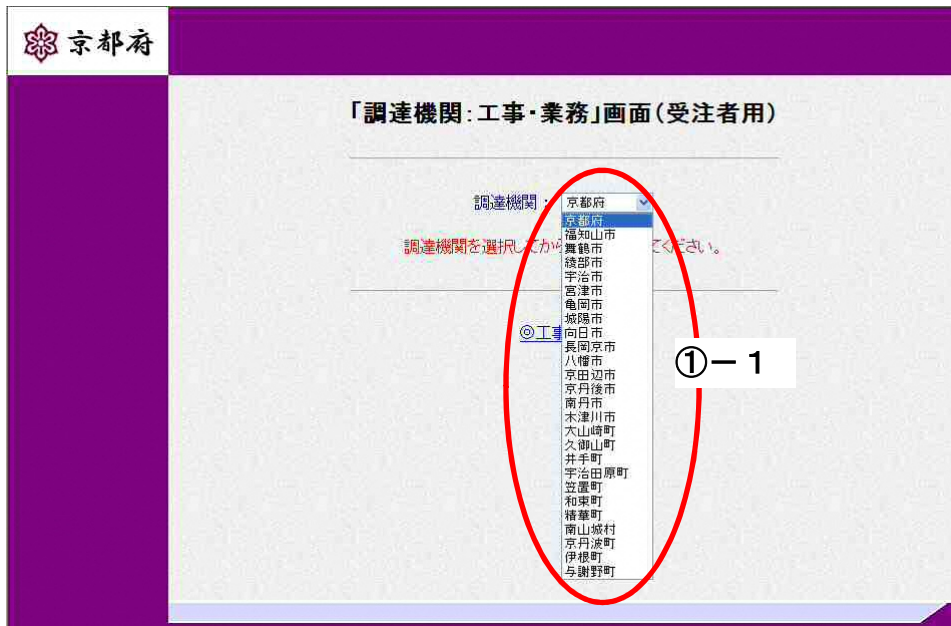 京都府
「調達機関:工事・業務」画面(受注者用)
調達機関: 京都府
京都府
福知山市
調達機関を選択してか てください。
舞鶴市
綾部市
宇治市
宮津市
亀岡市
城陽市
◎工事
向日市
長岡京市
八幡市
①-1
京田辺市
京丹後市
南丹市
木津川市
大山崎町
久御山町
井手町
宇治田原町
笠置町
和束町
精華町
南山城村
京丹波町
伊根町
与謝野町